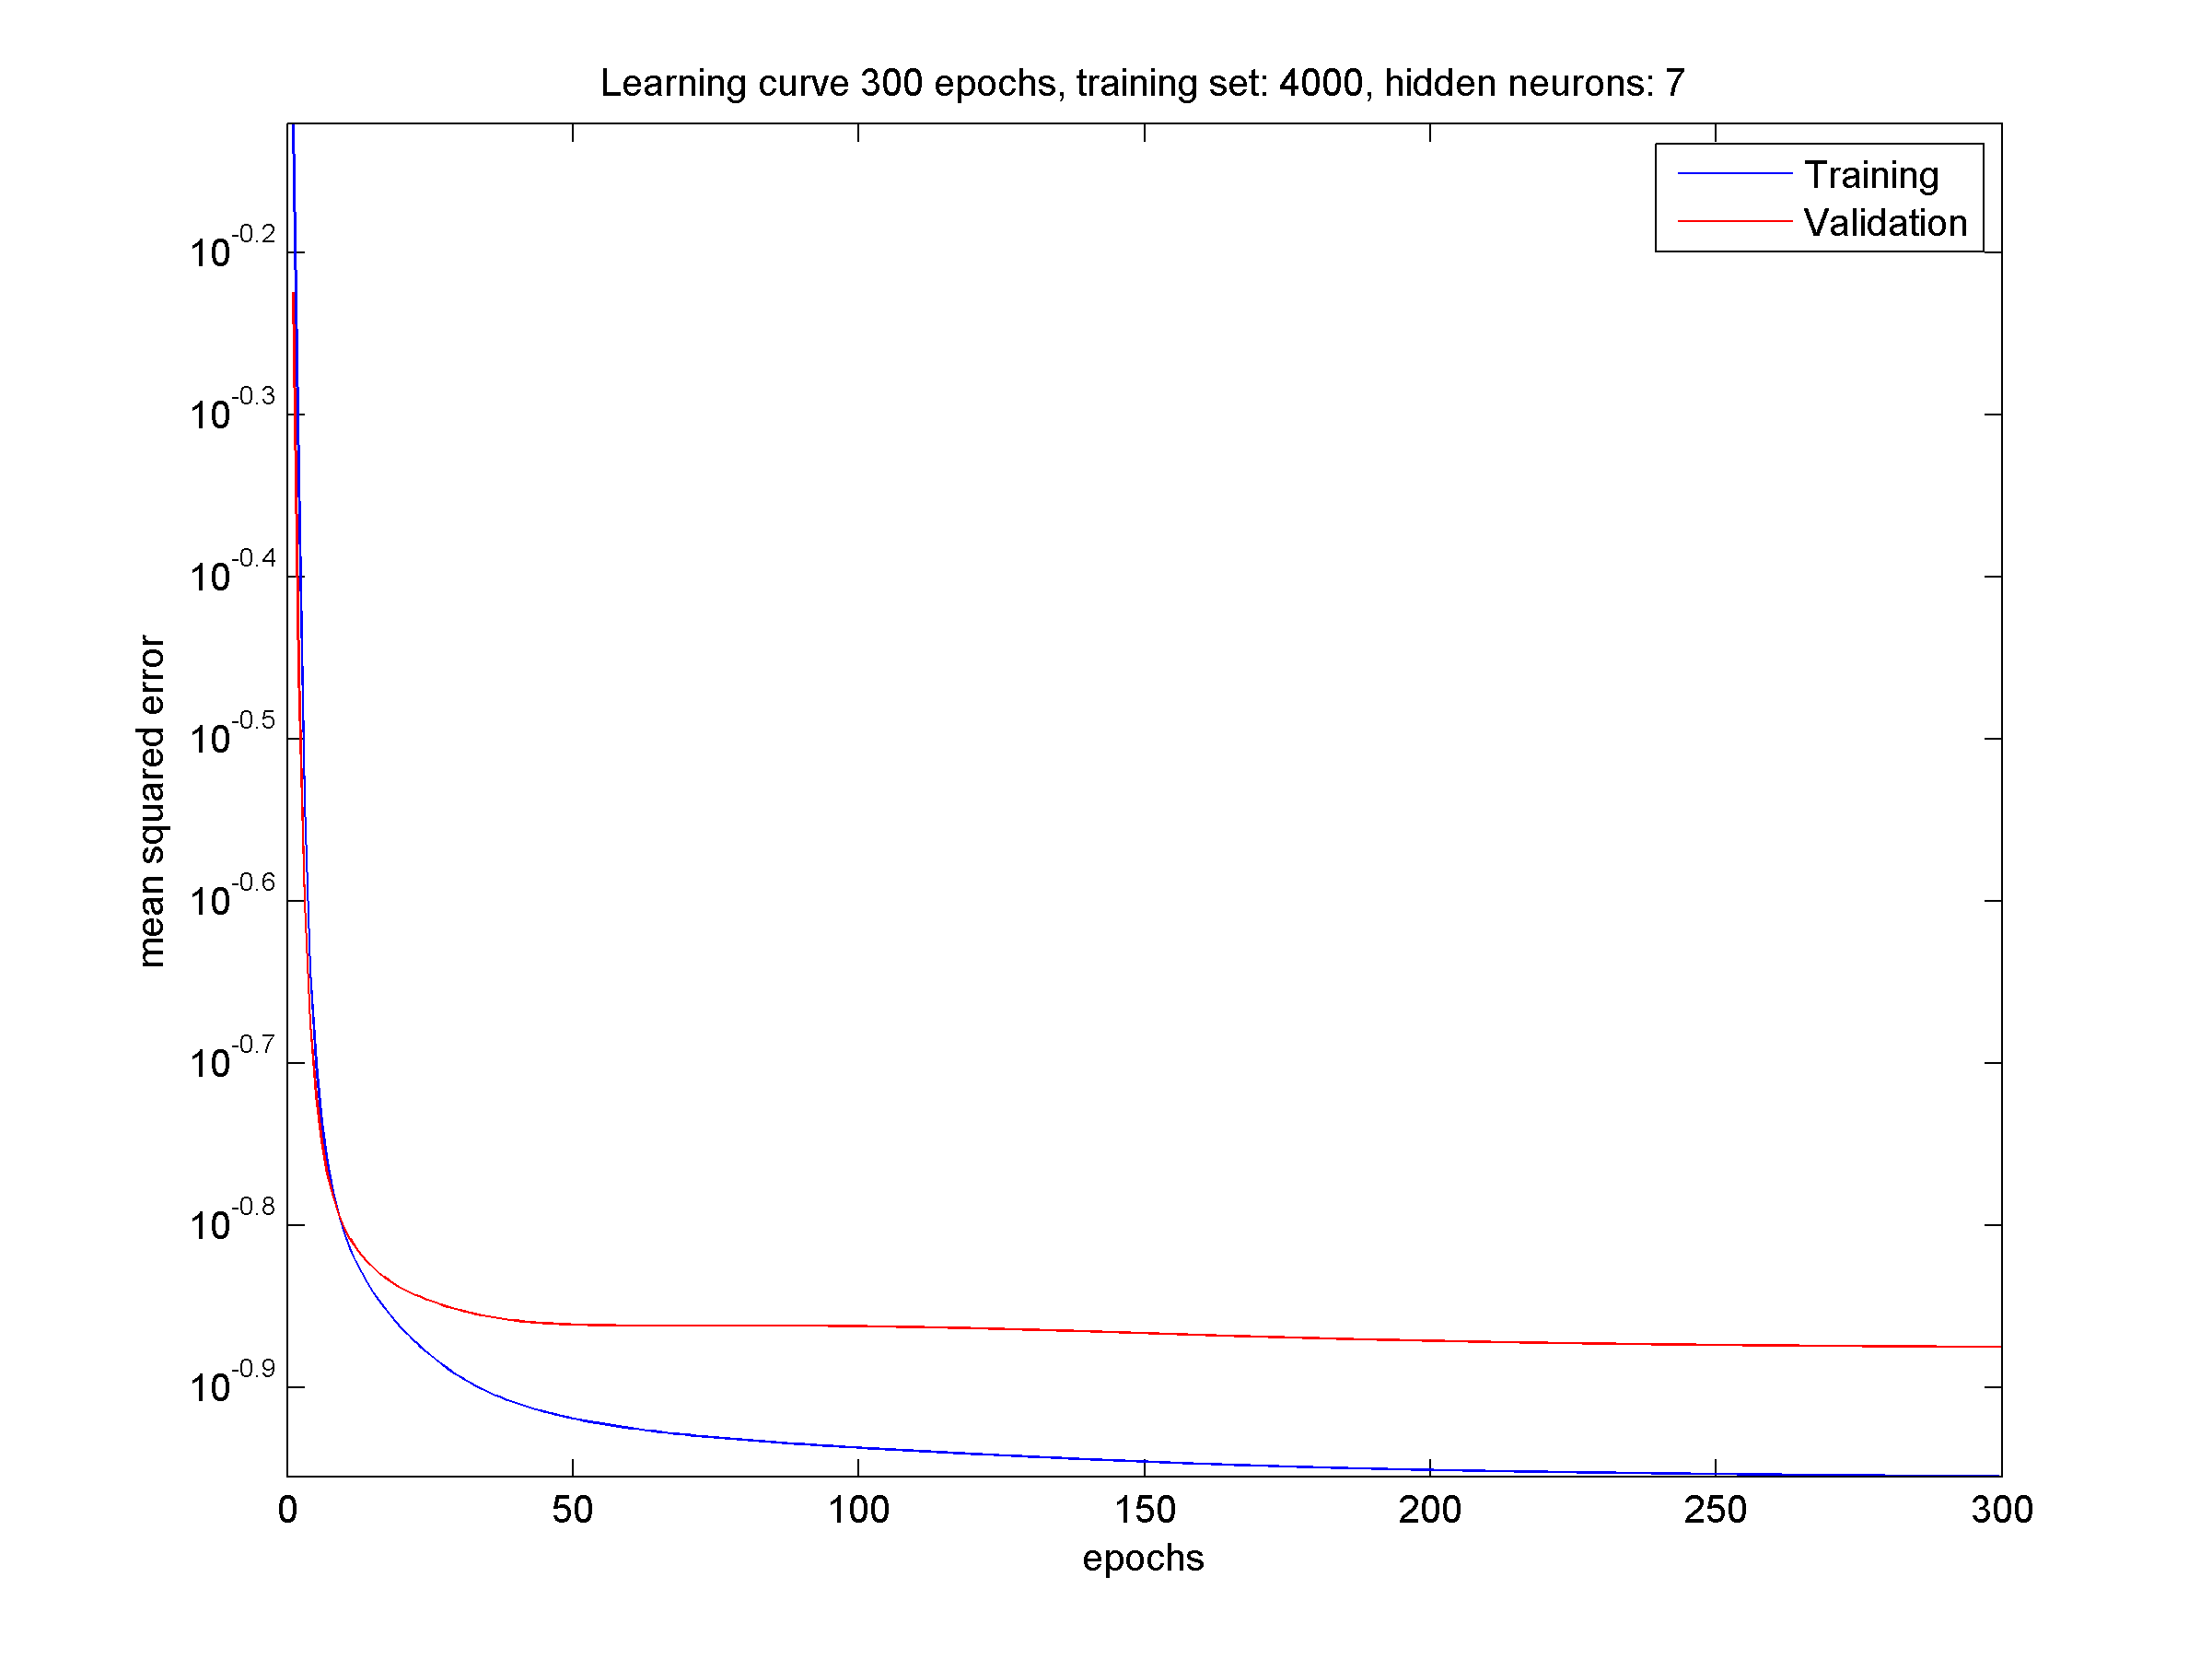 Learning curve 300 epochs, training set: 4000, hidden neurons: 7
Training
Validation
10^-0.2
10^-0.3
10^-0.4
10^-0.5
10^-0.6
10^-0.7
10^-0.8
10^-0.9
mean squared error
0 50 100 150 200 250 300
epochs